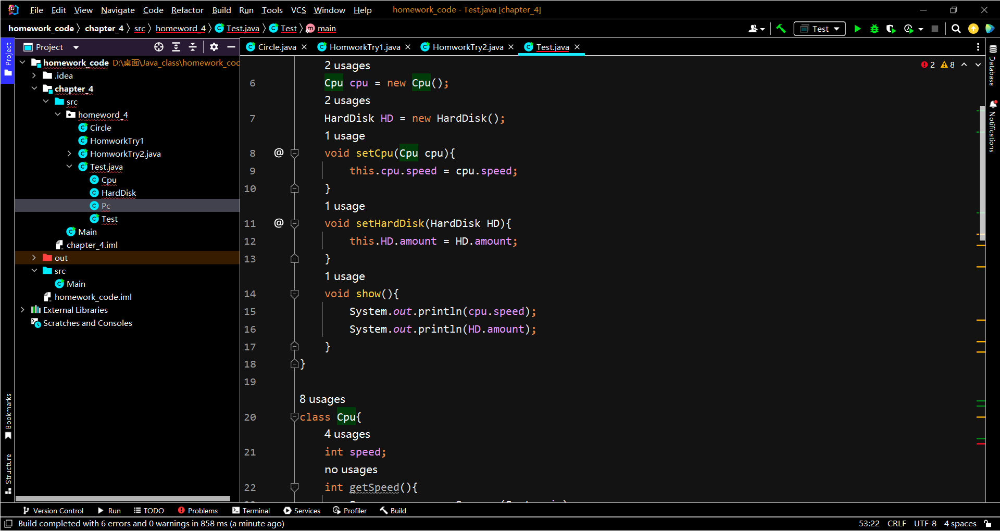 File Edit View Navigate Code Refactor Build Run Tools VCS Window Help homework_code - Test.java [chapter_4]
homework_code chapter_4 src homeword_4 Test.java Test main Test
Project
Circle.java HomworkTry1.java HomworkTry2.java Test.java
Project
homework_code D:\桌面\Java_class\homework_coc
.idea
chapter_4
src
homeword_4
Circle
HomworkTry1
HomworkTry2.java
Test.java
Cpu
HardDisk
Pc
Test
Main
chapter_4.iml
out
src
Main
homework_code.iml
External Libraries
Scratches and Consoles
Bookmarks
Structure
2 8
2 usages
6 Cpu cpu = new Cpu();
2 usages
7 HardDisk HD = new HardDisk();
1 usage
8 @ void setCpu(Cpu cpu){
9 this.cpu.speed = cpu.speed;
10 }
1 usage
11 @ void setHardDisk(HardDisk HD){
12 this.HD.amount = HD.amount;
13 }
1 usage
14 void show(){
15 System.out.println(cpu.speed);
16 System.out.println(HD.amount);
17 }
18 }
19
8 usages
20 class Cpu{
4 usages
21 int speed;
no usages
22 int getSpeed(){
Database
Notifications
Version Control Run TODO Problems Terminal Services Profiler Build
Build completed with 6 errors and 0 warnings in 858 ms (a minute ago) 53:22 CRLF UTF-8 4 spaces